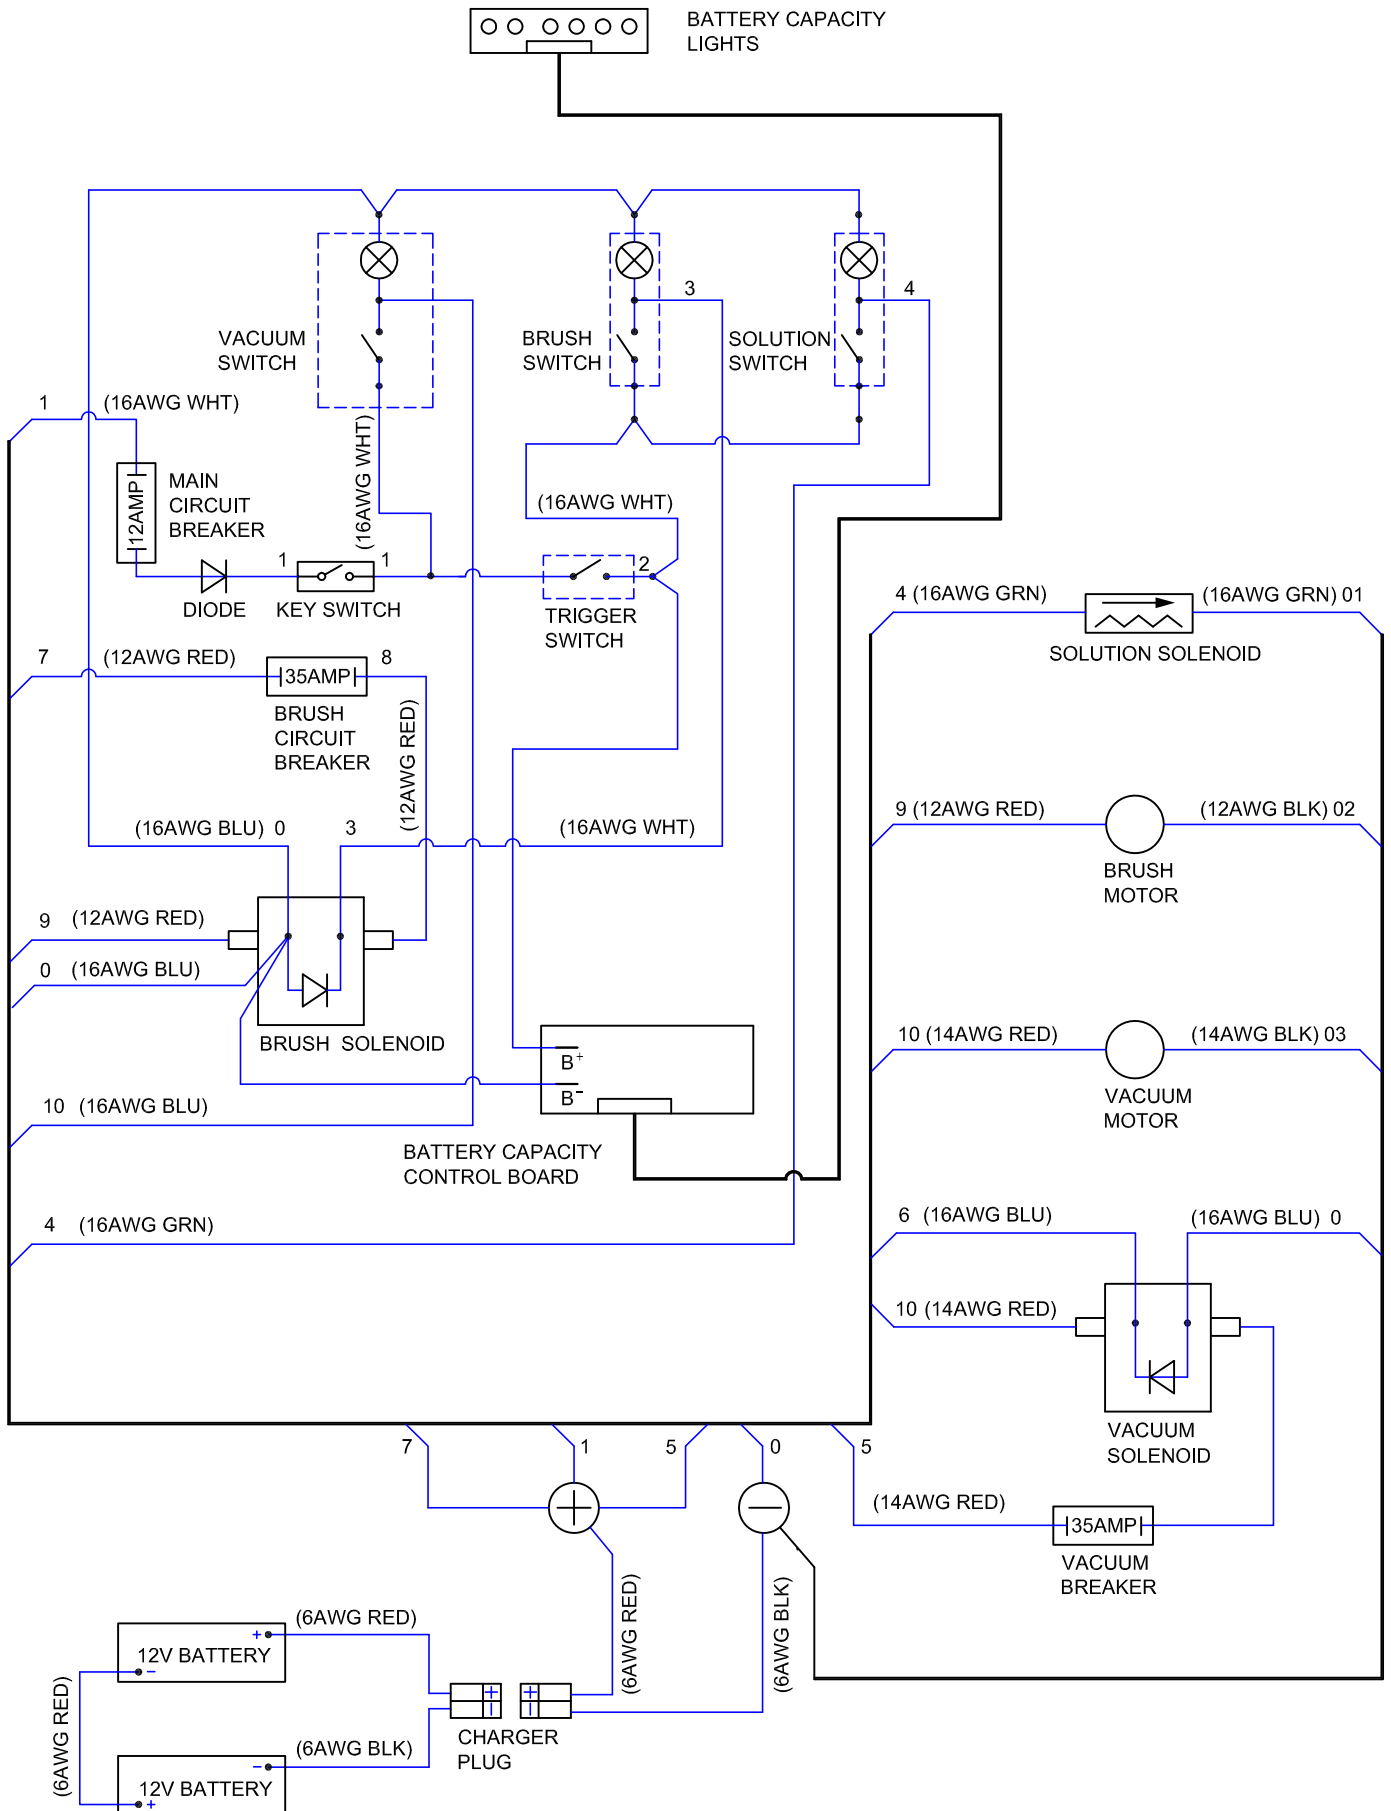 BATTERY CAPACITY
LIGHTS
3
4
VACUUM
SWITCH
BRUSH
SWITCH
SOLUTION
SWITCH
1 (16AWG WHT)
(16AWG WHT)
12AMP
MAIN
CIRCUIT
BREAKER
(16AWG WHT)
1
1
2
DIODE
KEY SWITCH
TRIGGER
SWITCH
4 (16AWG GRN)
(16AWG GRN) 01
SOLUTION SOLENOID
7 (12AWG RED)
35AMP
8
BRUSH
CIRCUIT
BREAKER
(12AWG RED)
(16AWG BLU) 0
3
(16AWG WHT)
9 (12AWG RED)
(12AWG BLK) 02
BRUSH
MOTOR
9 (12AWG RED)
0 (16AWG BLU)
BRUSH SOLENOID
B+
B-
10 (14AWG RED)
(14AWG BLK) 03
VACUUM
MOTOR
10 (16AWG BLU)
BATTERY CAPACITY
CONTROL BOARD
4 (16AWG GRN)
6 (16AWG BLU)
(16AWG BLU) 0
10 (14AWG RED)
VACUUM
SOLENOID
7
1
5
0
5
+
−
(14AWG RED)
35AMP
VACUUM
BREAKER
(6AWG RED)
(6AWG BLK)
(6AWG RED)
+
12V BATTERY
−
(6AWG RED)
+
−
+
−
CHARGER
PLUG
(6AWG BLK)
−
12V BATTERY
+